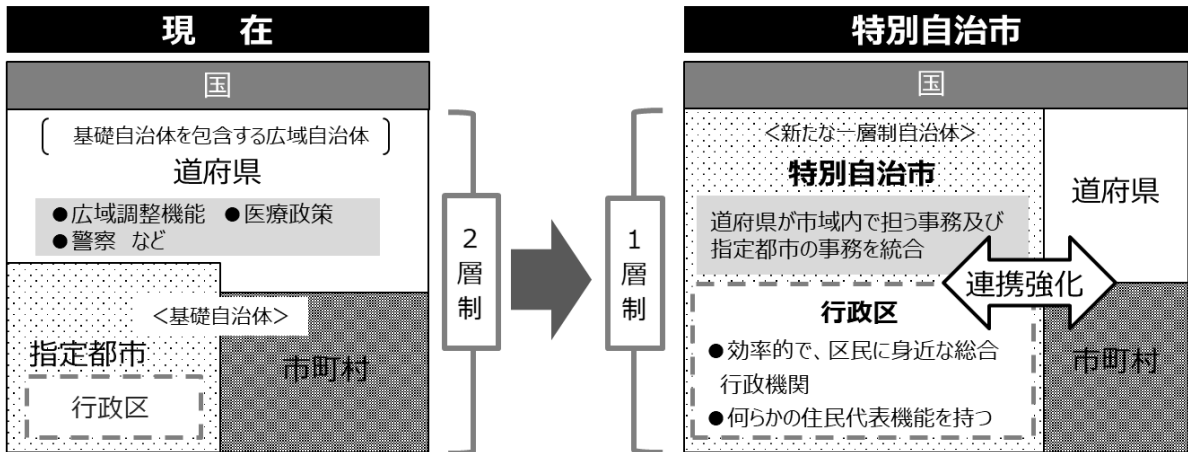 現 在
国
基礎自治体を包含する広域自治体
道府県
●広域調整機能 ●医療政策
●警察 など
<基礎自治体>
指定都市
行政区
市町村
2層制
1層制
特別自治市
国
<新たな一層制自治体>
特別自治市
道府県が市域内で担う事務及び
指定都市の事務を統合
道府県
連携強化
行政区
●効率的で、区民に身近な総合
行政機関
●何らかの住民代表機能を持つ
市町村